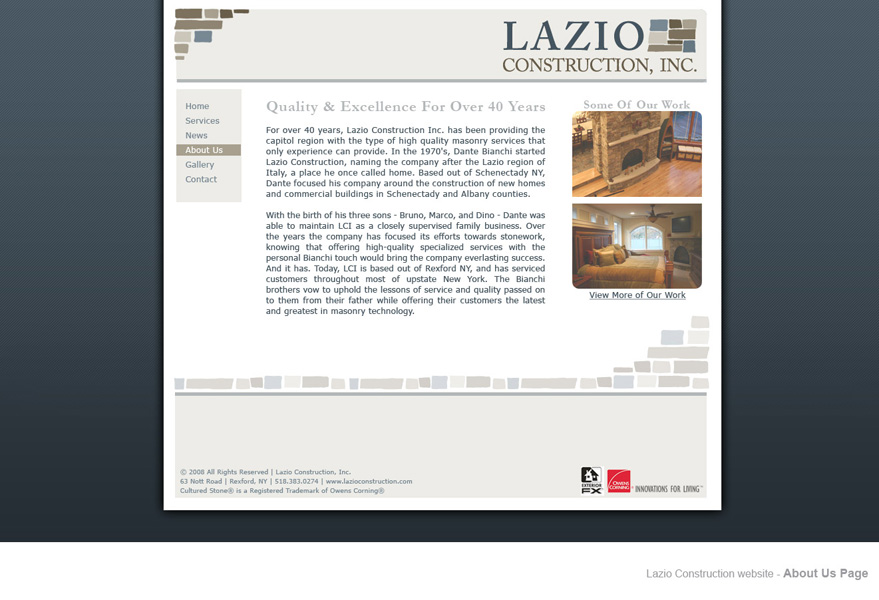 LAZIO
CONSTRUCTION, INC.
Home
Services
News
About Us
Gallery
Contact
Quality & Excellence For Over 40 Years
For over 40 years, Lazio Construction Inc. has been providing the
capitol region with the type of high quality masonry services that
only experience can provide. In the 1970's, Dante Bianchi started
Lazio Construction, naming the company after the Lazio region of
Italy, a place he once called home. Based out of Schenectady NY,
Dante focused his company around the construction of new homes
and commercial buildings in Schenectady and Albany counties.
With the birth of his three sons - Bruno, Marco, and Dino - Dante was
able to maintain LCI as a closely supervised family business. Over
the years the company has focused its efforts towards stonework,
knowing that offering high-quality specialized services with the
personal Bianchi touch would bring the company everlasting success.
And it has. Today, LCI is based out of Rexford NY, and has serviced
customers throughout most of upstate New York. The Bianchi
brothers vow to uphold the lessons of service and quality passed on
to them from their father while offering their customers the latest
and greatest in masonry technology.
Some Of Our Work
View More of Our Work
© 2008 All Rights Reserved | Lazio Construction, Inc.
63 Nott Road | Rexford, NY | 518.383.0274 | www.lazioconstruction.com
Cultured Stone® is a Registered Trademark of Owens Corning®
EXTERIOR
FX
OWENS
CORNING
INNOVATIONS FOR LIVING™
Lazio Construction website - About Us Page